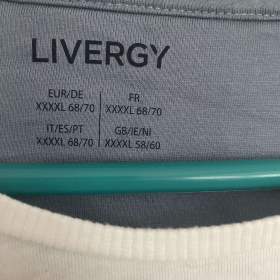 LIVERGY
EUR/DE FR
XXXXL 68/70 XXXXL 68/70
IT/ES/PT GB/IE/NI
XXXXL 68/70 XXXXL 58/60